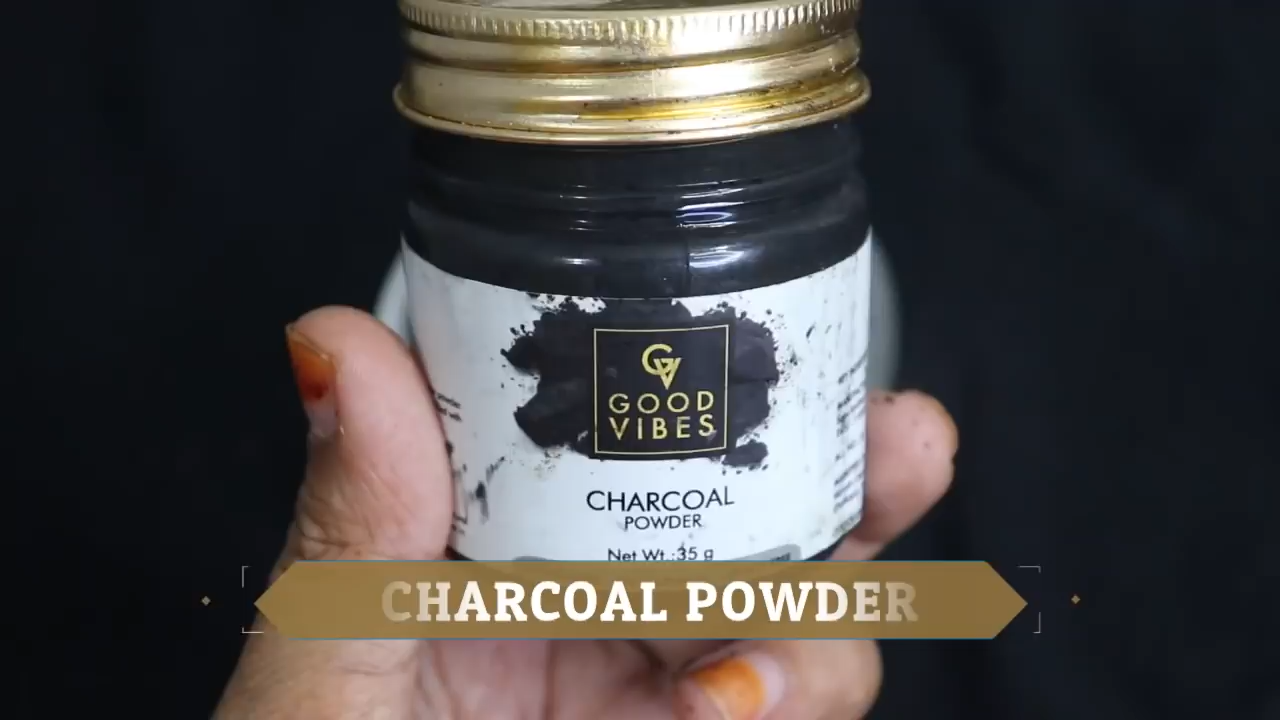 GV
GOOD
VIBES
CHARCOAL
POWDER
Net Wt.:35 g
CHARCOAL POWDER